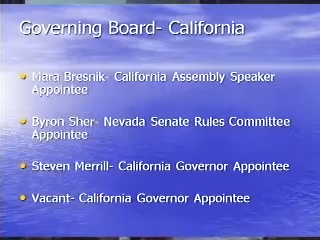 Governing Board- California
Mara Bresnik- California Assembly Speaker
Appointee
Byron Sher- Nevada Senate Rules Committee
Appointee
Steven Merrill- California Governor Appointee
Vacant- California Governor Appointee